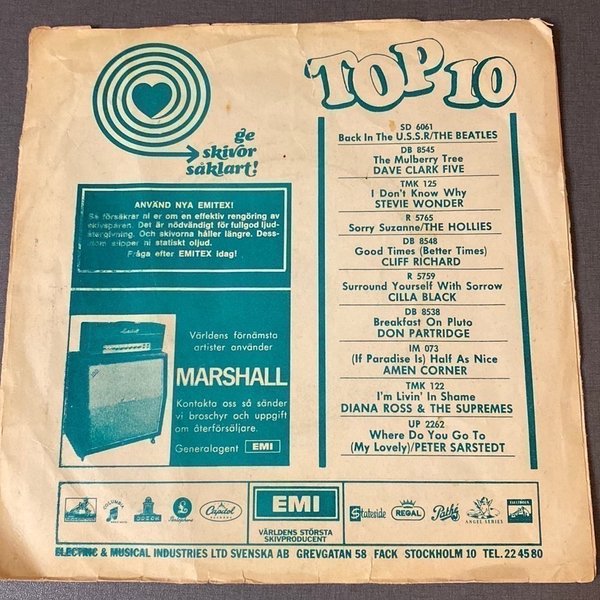 ge
skivor
såklart!
ANVÄND NYA EMITEX!
Så försäkrar ni er om en effektiv rengöring av
skivspåren. Det är nödvändigt för fullgod ljud-
återgivning. Och skivorna håller längre. Dess-
utom slipper ni statiskt oljud.
Fråga efter EMITEX idag!
Världens förnämsta
artister använder
MARSHALL
Kontakta oss så sänder
vi broschyr och uppgift
om återförsäljare.
Generalagent EMI
TOP 10
SD 6061
Back In The U.S.S.R/THE BEATLES
DB 8545
The Mulberry Tree
DAVE CLARK FIVE
TMK 125
I Don't Know Why
STEVIE WONDER
R 5765
Sorry Suzanne/THE HOLLIES
DB 8548
Good Times (Better Times)
CLIFF RICHARD
R 5759
Surround Yourself With Sorrow
CILLA BLACK
DB 8538
Breakfast On Pluto
DON PARTRIDGE
IM 073
(If Paradise Is) Half As Nice
AMEN CORNER
TMK 122
I'm Livin' In Shame
DIANA ROSS & THE SUPREMES
UP 2262
Where Do You Go To
(My Lovely)/PETER SARSTEDT
COLUMBIA
ODEON
Parlophone
Capitol
EMI
VÄRLDENS STÖRSTA
SKIVPRODUCENT
Stateside
REGAL
Pathé
ANGEL SERIES
ELECTRIC & MUSICAL INDUSTRIES LTD SVENSKA AB GREVGATAN 58 FACK STOCKHOLM 10 TEL. 22 45 80